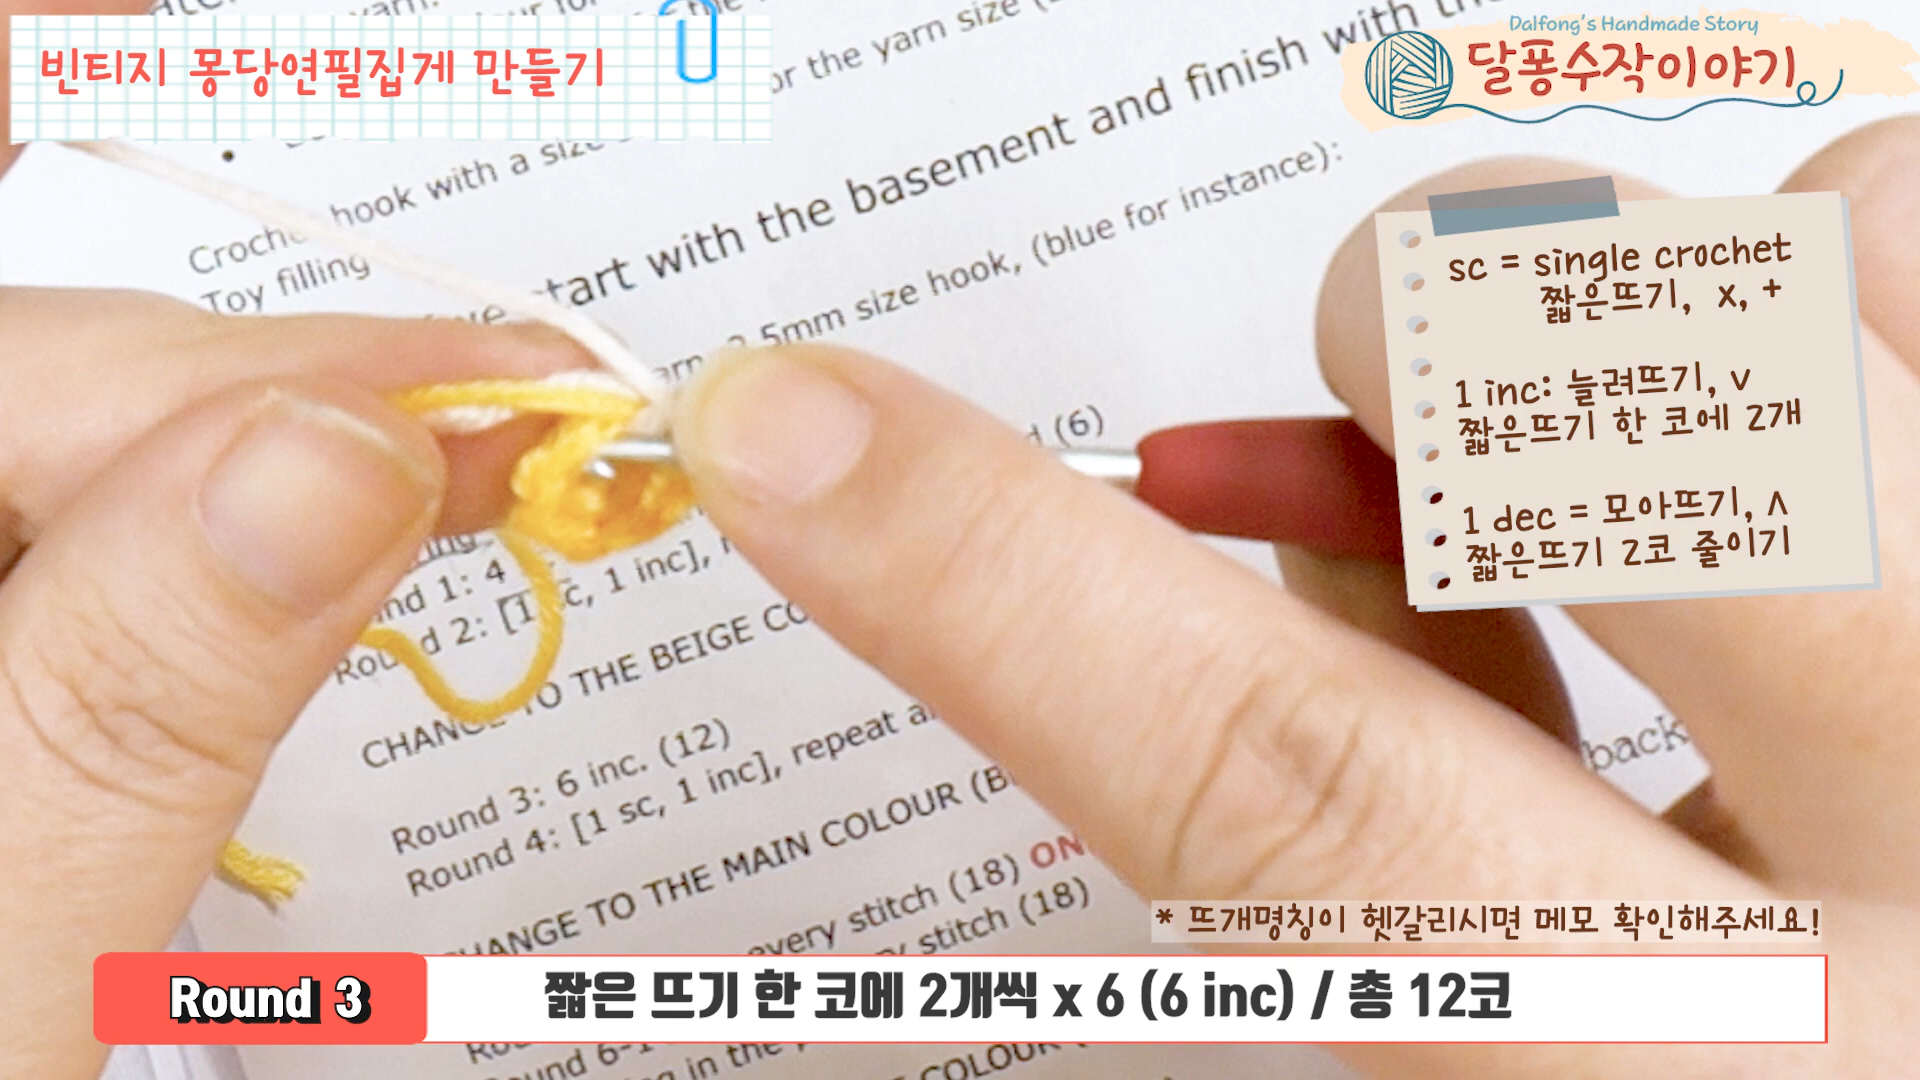 빈티지 몽당연필집게 만들기
Dalfong's Handmade Story
달퐁수작이야기
or the yarn size
hook with a size
Toy filling
start with the basement and finish with
5mm size hook, (blue for instance):
(6)
1: 4
2: [1 sc, 1 inc],
TO THE BEIGE
Round 3: 6 inc. (12)
Round 4: [1 sc, 1 inc], repeat
CHANGE TO THE MAIN COLOUR
every stitch (18)
stitch (18)
in the
COLOUR
back
sc = single crochet
짧은뜨기, x, +
1 inc: 늘려뜨기, v
짧은뜨기 한 코에 2개
1 dec = 모아뜨기, ʌ
짧은뜨기 2코 줄이기
* 뜨개명칭이 헷갈리시면 메모 확인해주세요!
Round 3
짧은 뜨기 한 코에 2개씩 x 6 (6 inc) / 총 12코